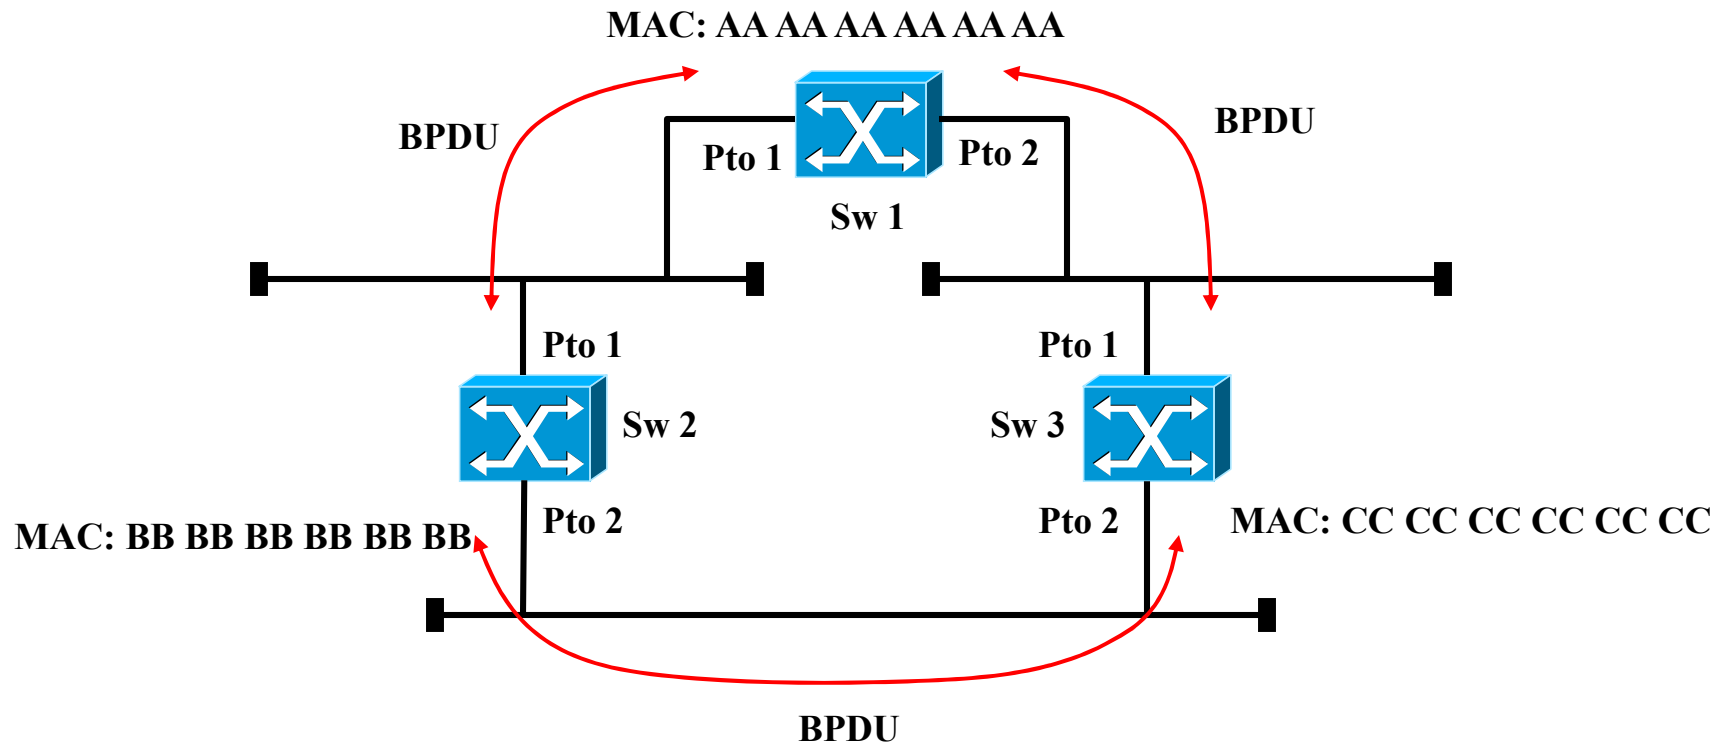 MAC: AA AA AA AA AA AA
BPDU
BPDU
Pto 1
Pto 2
Sw 1
Pto 1
Pto 1
Sw 2
Sw 3
Pto 2
Pto 2
MAC: BB BB BB BB BB BB
MAC: CC CC CC CC CC CC
BPDU